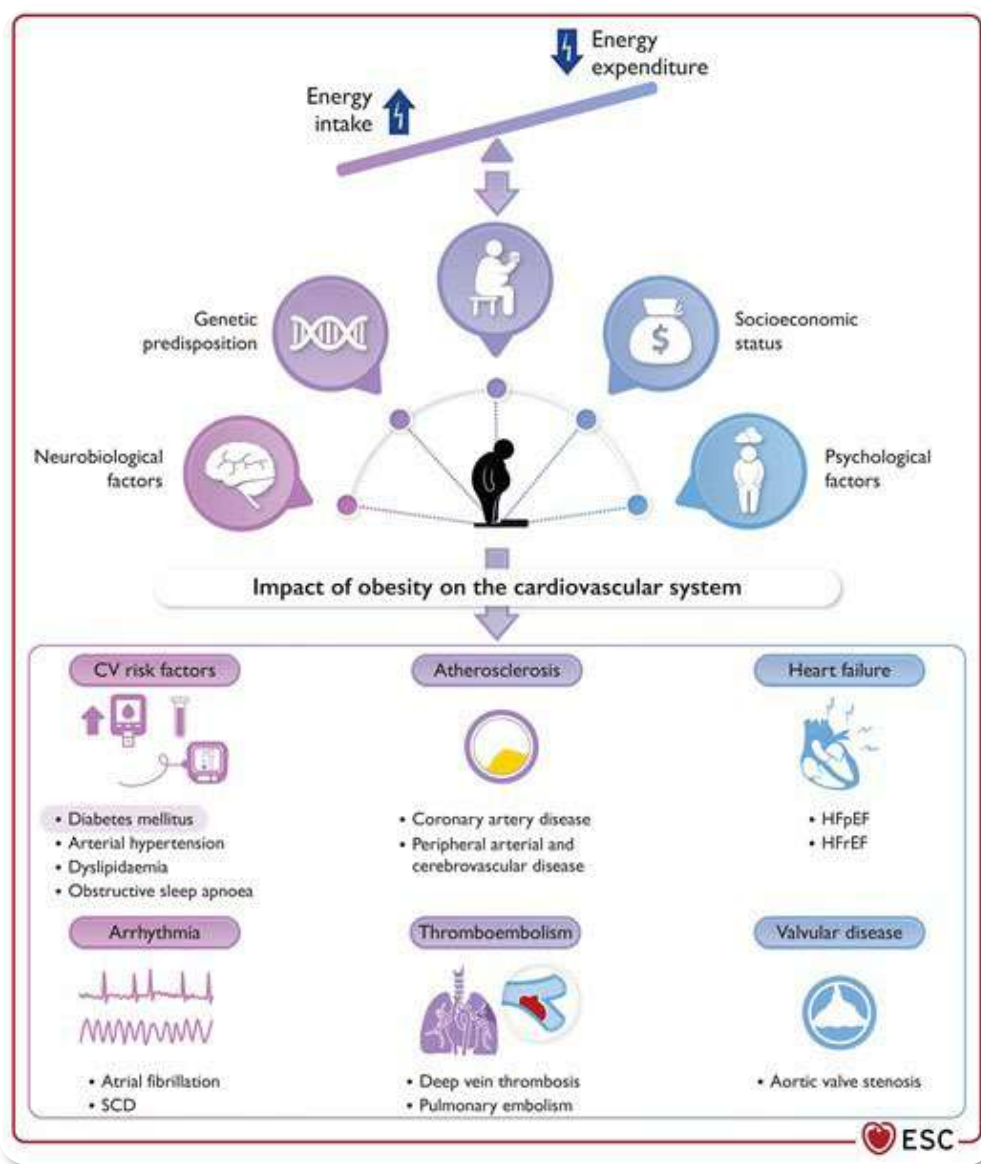 Energy
expenditure
Energy
intake
Genetic
predisposition
$
Socioeconomic
status
Neurobiological
factors
Psychological
factors
Impact of obesity on the cardiovascular system
CV risk factors
• Diabetes mellitus
• Arterial hypertension
• Dyslipidaemia
• Obstructive sleep apnoea
Atherosclerosis
• Coronary artery disease
• Peripheral arterial and
cerebrovascular disease
Heart failure
• HFpEF
• HFrEF
Arrhythmia
• Atrial fibrillation
• SCD
Thromboembolism
• Deep vein thrombosis
• Pulmonary embolism
Valvular disease
• Aortic valve stenosis
ESC